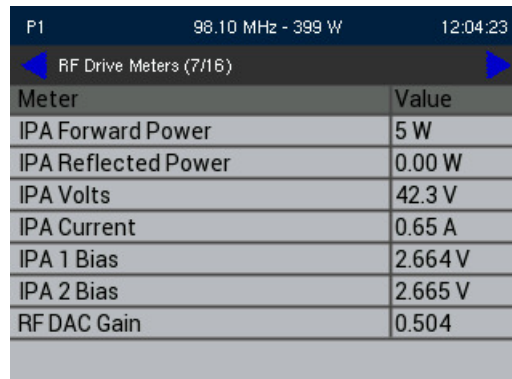 P1 98.10 MHz - 399 W 12:04:23
RF Drive Meters (7/16)
Meter Value
IPA Forward Power 5 W
IPA Reflected Power 0.00 W
IPA Volts 42.3 V
IPA Current 0.65 A
IPA 1 Bias 2.664 V
IPA 2 Bias 2.665 V
RF DAC Gain 0.504